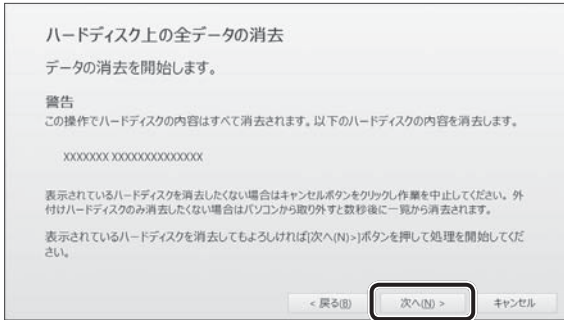 ハードディスク上の全データの消去
データの消去を開始します。
警告
この操作でハードディスクの内容はすべて消去されます。以下のハードディスクの内容を消去します。
XXXXXXX XXXXXXXXXXXXXX
表示されているハードディスクを消去したくない場合はキャンセルボタンをクリックし作業を中止してください。外
付けハードディスクのみ消去したくない場合はパソコンから取り外すと数秒後に一覧から消去されます。
表示されているハードディスクを消去してもよろしければ[次へ(N)>]ボタンを押して処理を開始してくだ
さい。
< 戻る(B) 次へ(N) > キャンセル